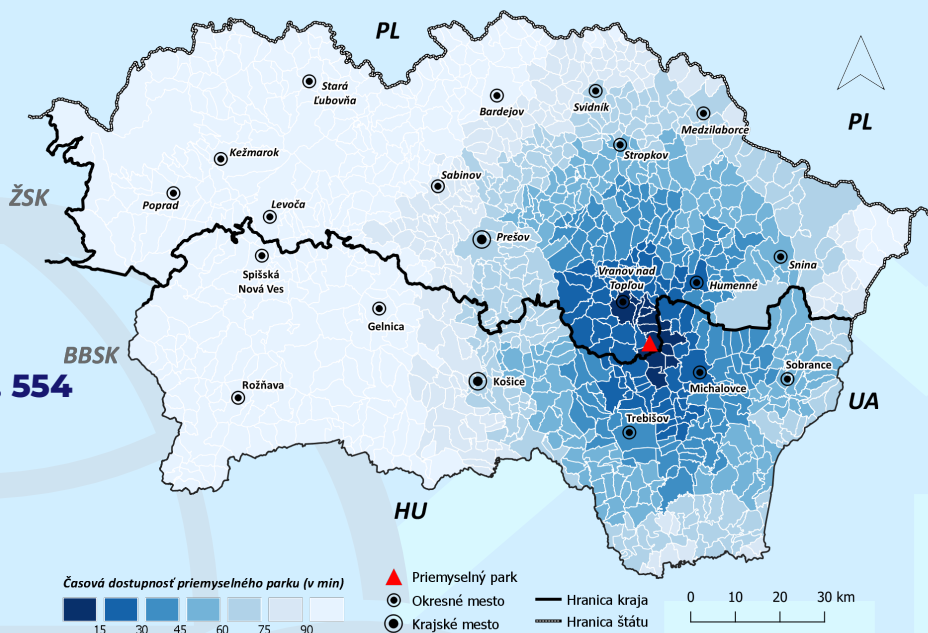 PL
Stará
Ľubovňa
Bardejov
Svidník
Medzilaborce
PL
Kežmarok
Stropkov
Sabinov
ŽSK
Poprad
Levoča
Prešov
Spišská
Nová Ves
Vranov nad
Topľou
Humenné
Snina
Gelnica
BBSK
554
Rožňava
Košice
Michalovce
Sobrance
UA
Trebišov
HU
Časová dostupnosť priemyselného parku (v min)
15 30 45 60 75 90
Priemyselný park
Okresné mesto
Krajské mesto
Hranica kraja
Hranica štátu
0 10 20 30 km